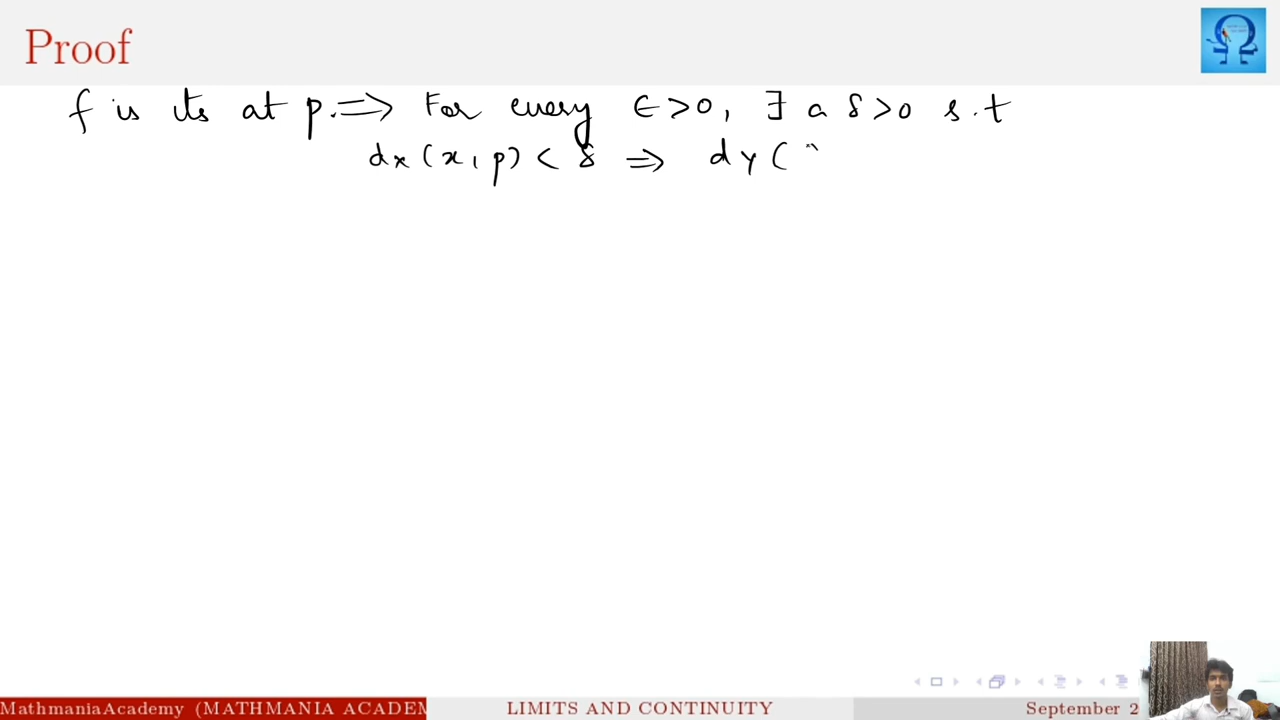 Proof
f is cts at p. ⟹ For every ε > 0, ∃ a δ > 0 s.t
dx (x, p) < δ ⟹ dy (
MathmaniaAcademy (MATHMANIA ACADEM
LIMITS AND CONTINUITY
September 2